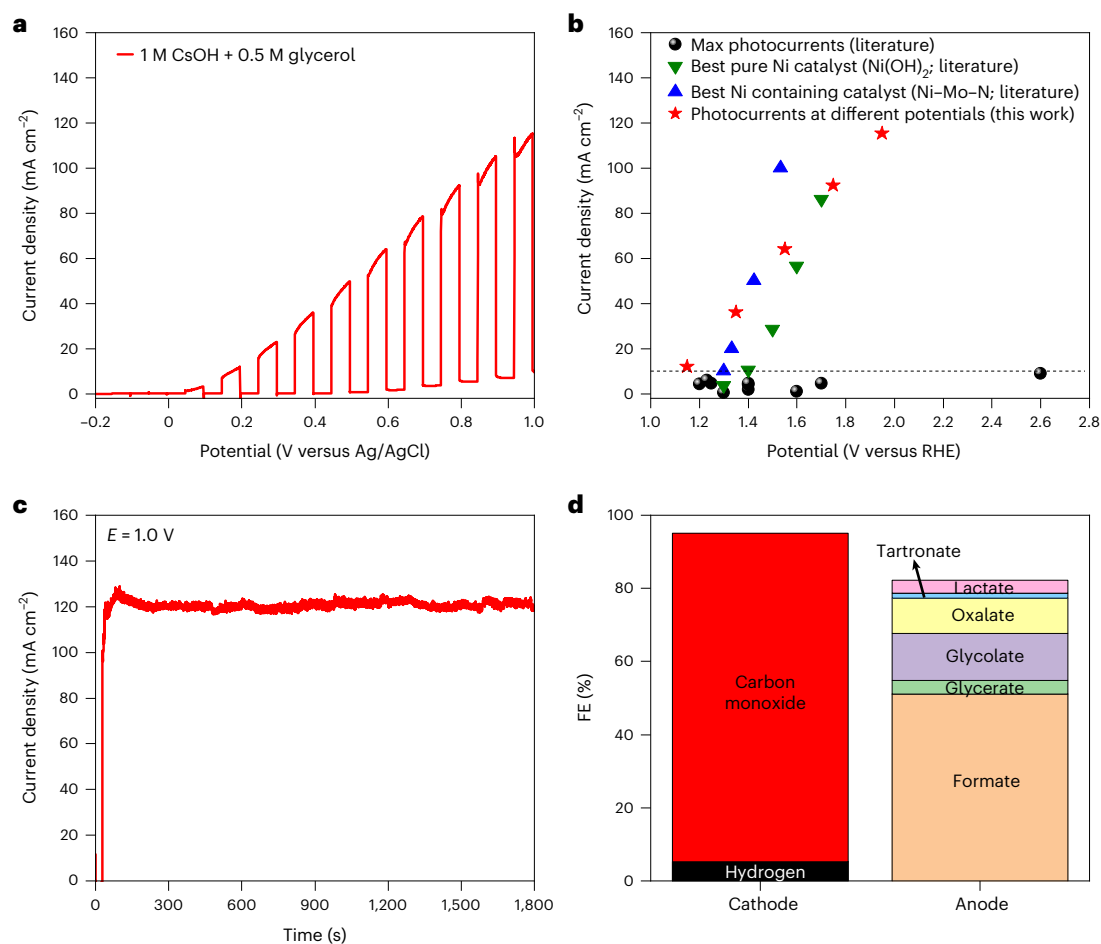 a
160
140
120
100
80
60
40
20
0
Current density (mA cm⁻²)
1 M CsOH + 0.5 M glycerol
−0.2
0
0.2
0.4
0.6
0.8
1.0
Potential (V versus Ag/AgCl)
b
160
140
120
100
80
60
40
20
0
Current density (mA cm⁻²)
Max photocurrents (literature)
Best pure Ni catalyst (Ni(OH)₂; literature)
Best Ni containing catalyst (Ni–Mo–N; literature)
Photocurrents at different potentials (this work)
1.0
1.2
1.4
1.6
1.8
2.0
2.2
2.4
2.6
2.8
Potential (V versus RHE)
c
160
140
120
100
80
60
40
20
0
Current density (mA cm⁻²)
E = 1.0 V
0
300
600
900
1,200
1,500
1,800
Time (s)
d
100
80
60
40
20
0
FE (%)
Carbon
monoxide
Hydrogen
Tartronate
Lactate
Oxalate
Glycolate
Glycerate
Formate
Cathode
Anode